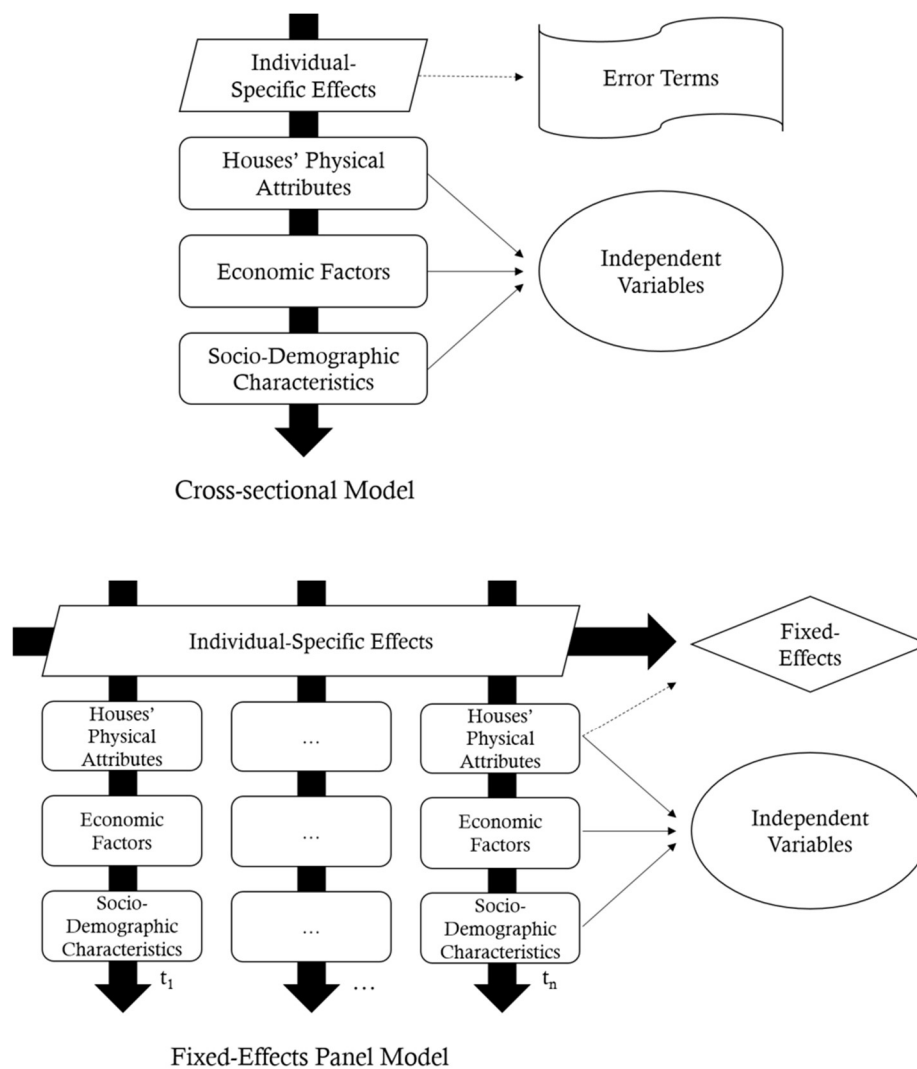 Individual-
Specific Effects
Error Terms
Houses' Physical
Attributes
Economic Factors
Independent
Variables
Socio-Demographic
Characteristics
Cross-sectional Model
Individual-Specific Effects
Fixed-
Effects
Houses'
Physical
Attributes
...
Houses'
Physical
Attributes
Economic
Factors
...
Economic
Factors
Independent
Variables
Socio-
Demographic
Characteristics
...
Socio-
Demographic
Characteristics
t₁
...
tₙ
Fixed-Effects Panel Model